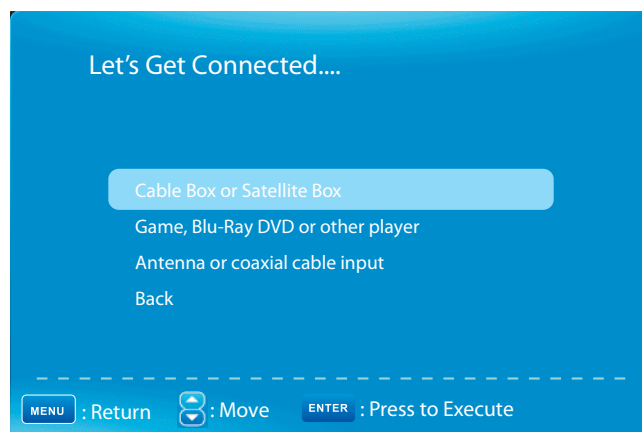 Let’s Get Connected....
Cable Box or Satellite Box
Game, Blu-Ray DVD or other player
Antenna or coaxial cable input
Back
MENU : Return : Move ENTER : Press to Execute